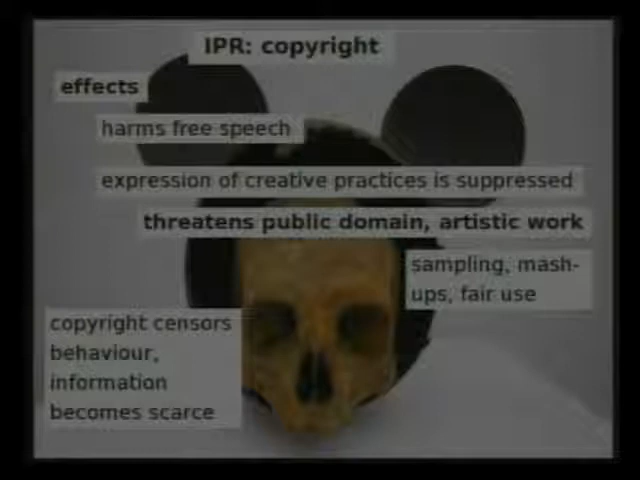 IPR: copyright
effects
harms free speech
expression of creative practices is suppressed
threatens public domain, artistic work
sampling, mash-
ups, fair use
copyright censors
behaviour,
information
becomes scarce